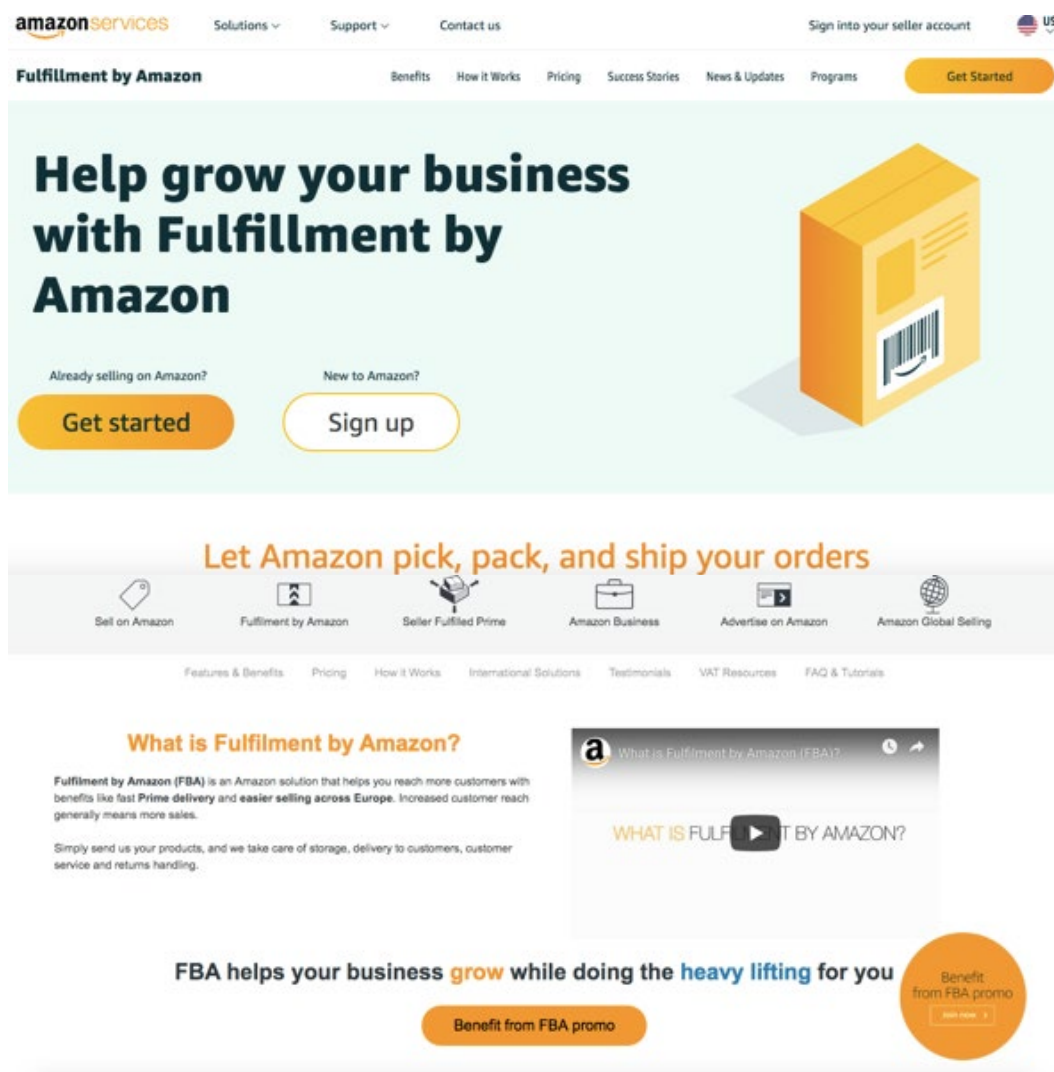 amazonservices Solutions Support Contact us Sign into your seller account US
Fulfillment by Amazon Benefits How it Works Pricing Success Stories News & Updates Programs Get Started
Help grow your business
with Fulfillment by
Amazon
Already selling on Amazon? New to Amazon?
Get started Sign up
Let Amazon pick, pack, and ship your orders
Sell on Amazon Fulfilment by Amazon Seller Fulfilled Prime Amazon Business Advertise on Amazon Amazon Global Selling
Features & Benefits Pricing How it Works International Solutions Testimonials VAT Resources FAQ & Tutorials
What is Fulfilment by Amazon?
Fulfilment by Amazon (FBA) is an Amazon solution that helps you reach more customers with
benefits like fast Prime delivery and easier selling across Europe. Increased customer reach
generally means more sales.
Simply send us your products, and we take care of storage, delivery to customers, customer
service and returns handling.
a What is Fulfilment by Amazon (FBA)?
WHAT IS FULFILMENT BY AMAZON?
FBA helps your business grow while doing the heavy lifting for you
Benefit from FBA promo
Benefit
from FBA promo
Join now